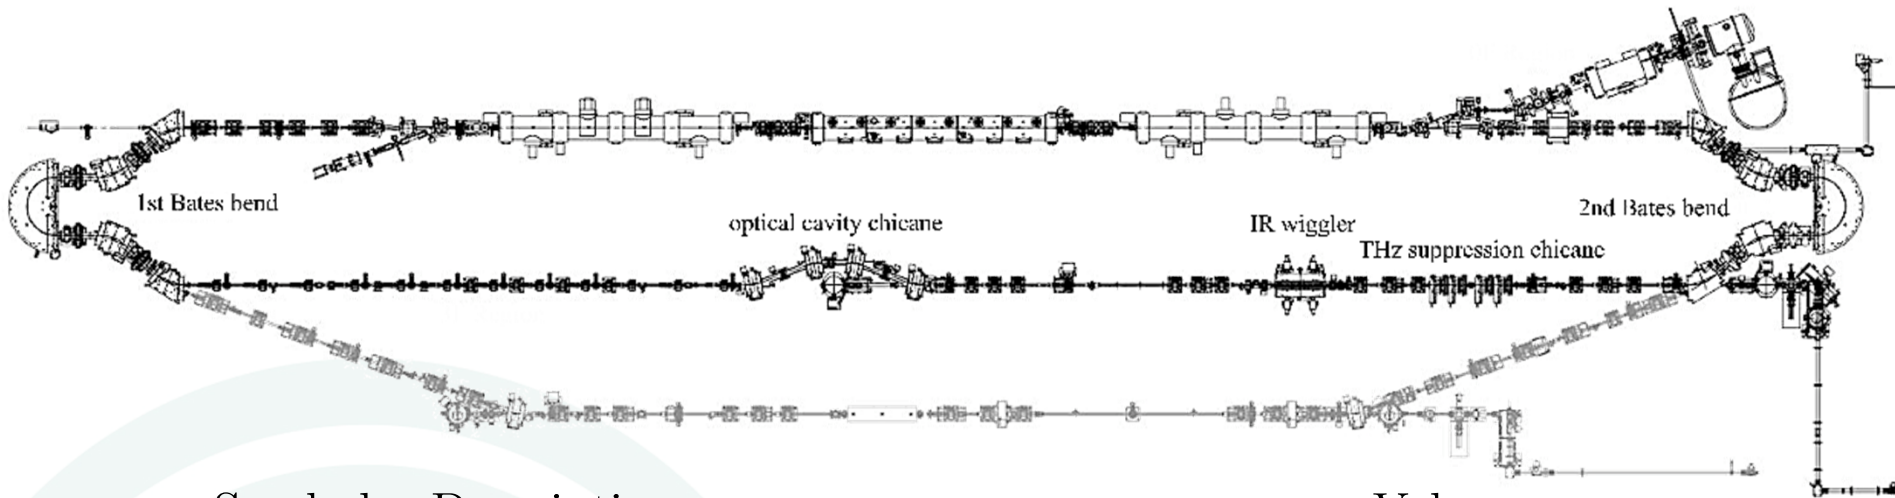 1st Bates bend
2nd Bates bend
optical cavity chicane
IR wiggler
THz suppression chicane